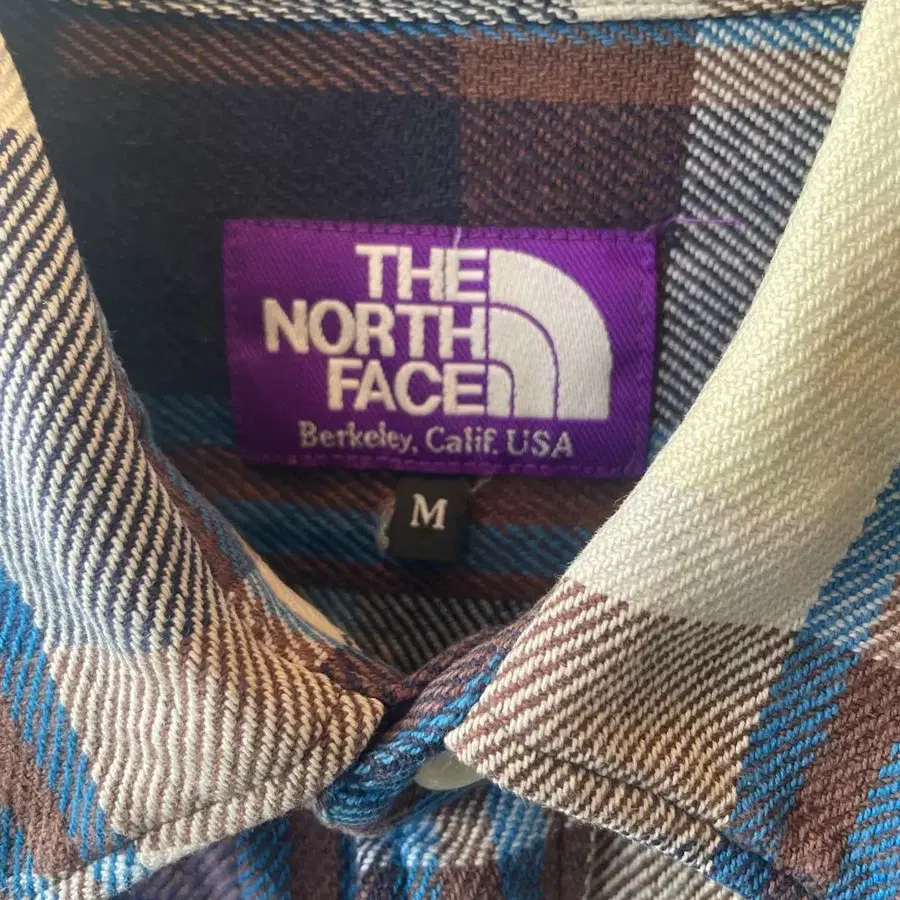 THE
NORTH
FACE
Berkeley, Calif. USA
M